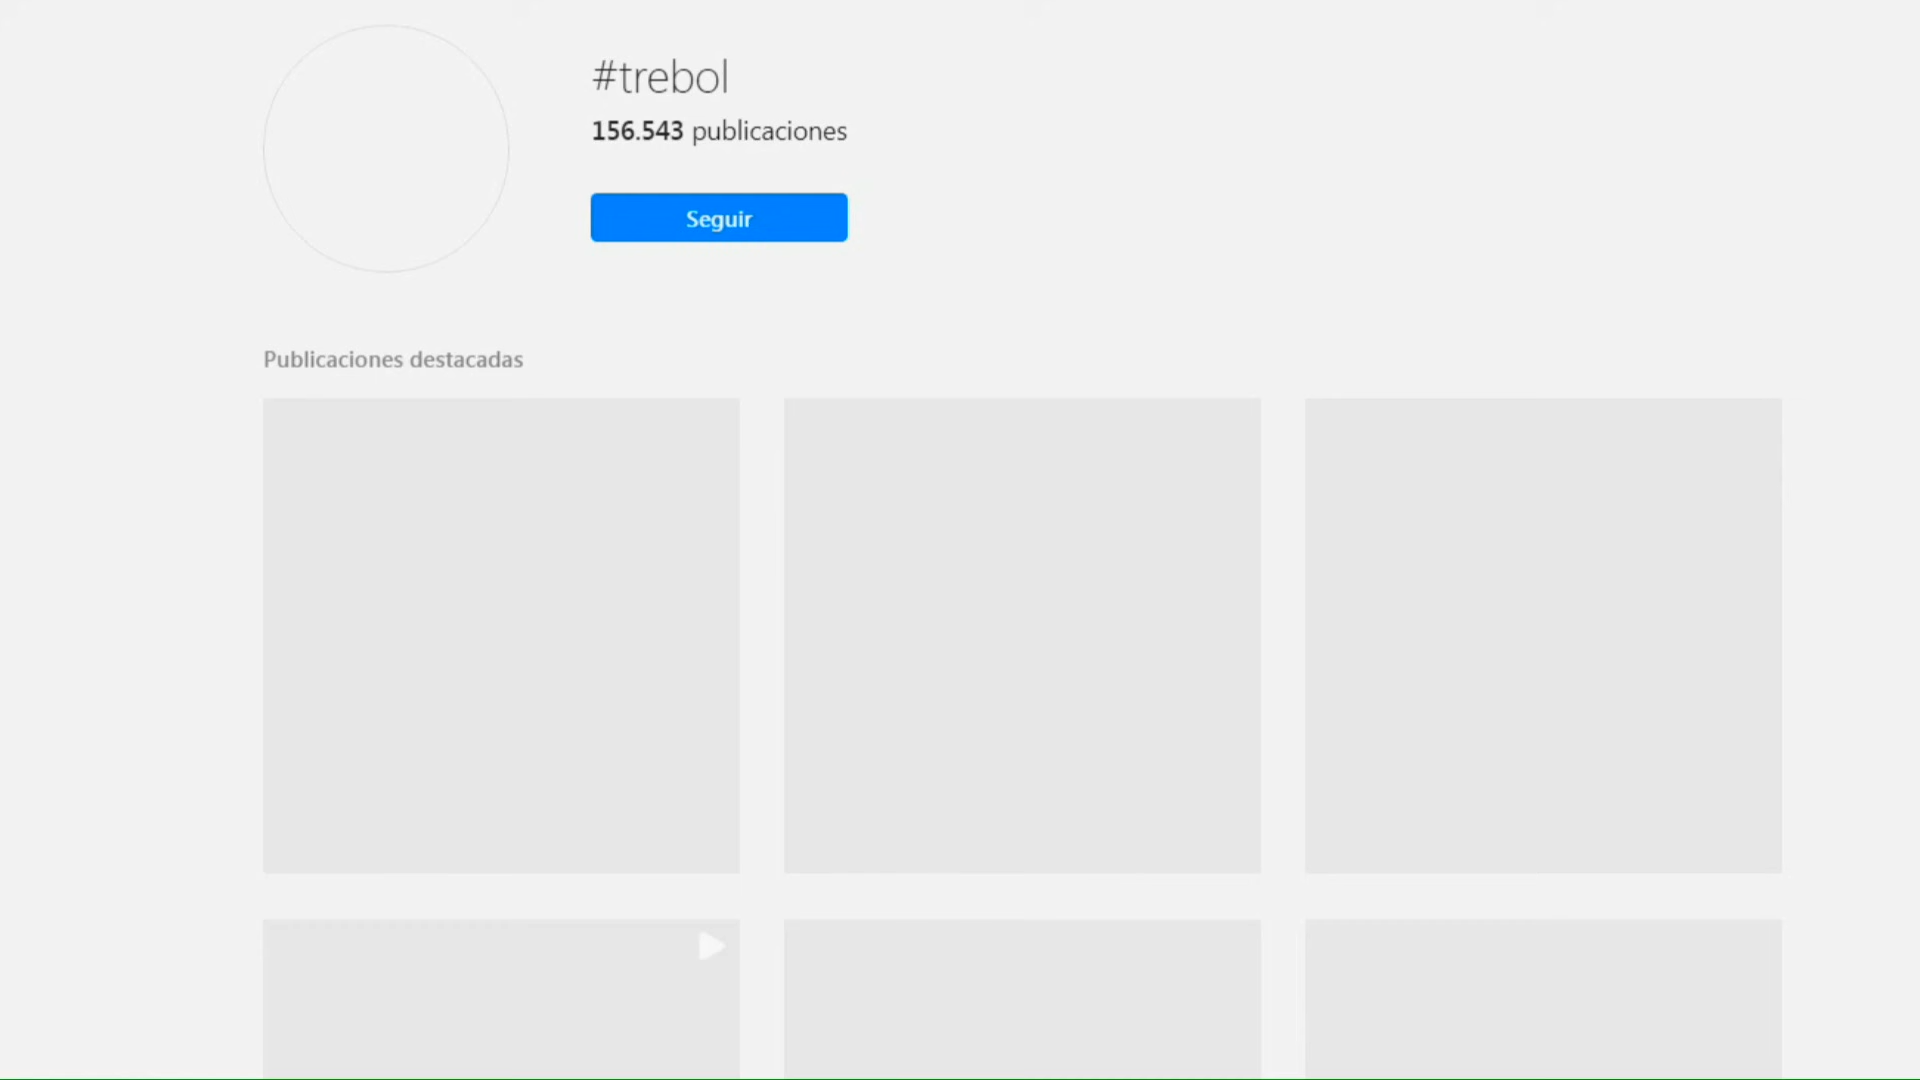 #trebol
156.543 publicaciones
Seguir
Publicaciones destacadas